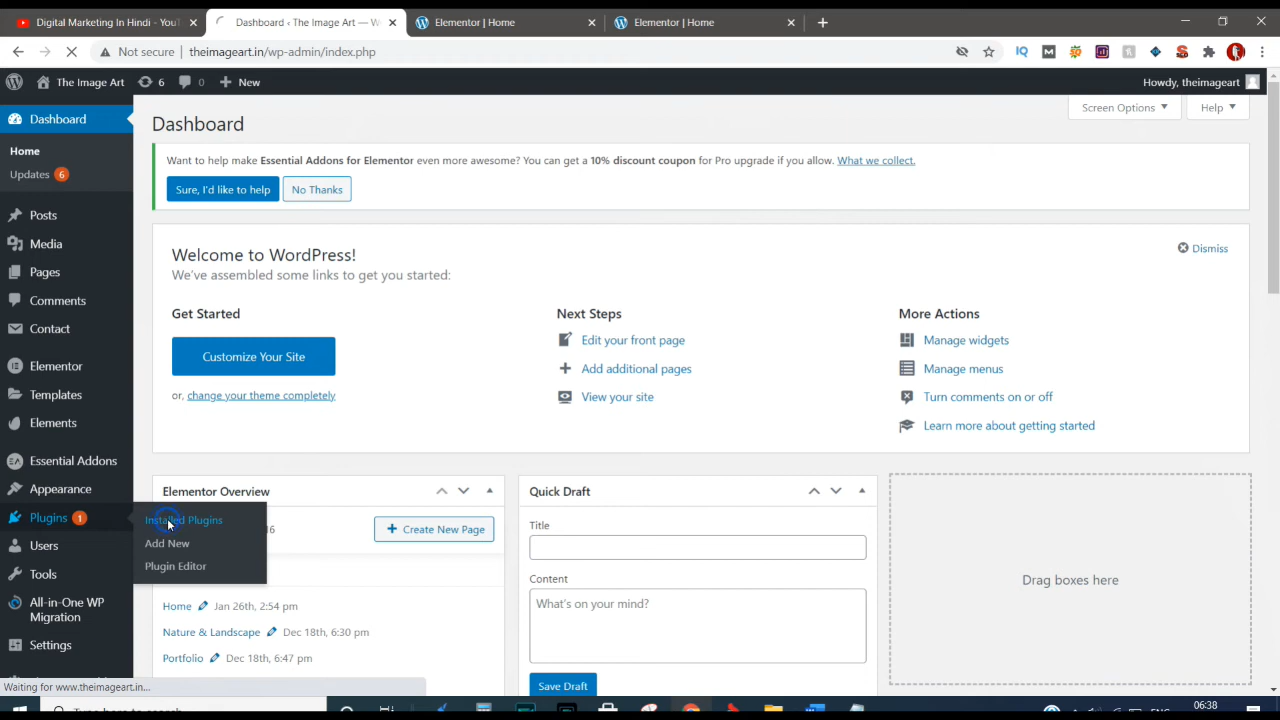 Digital Marketing In Hindi - YouT
Dashboard ‹ The Image Art — W
Elementor | Home
Elementor | Home
Not secure | theimageart.in/wp-admin/index.php
The Image Art 6 0 New
Howdy, theimageart
Screen Options
Help
Dashboard
Home
Updates 6
Posts
Media
Pages
Comments
Contact
Elementor
Templates
Elements
Essential Addons
Appearance
Plugins 1
Users
Tools
All-in-One WP
Migration
Settings
Installed Plugins
Add New
Plugin Editor
Dashboard
Want to help make Essential Addons for Elementor even more awesome? You can get a 10% discount coupon for Pro upgrade if you allow. What we collect.
Sure, I'd like to help
No Thanks
Welcome to WordPress!
We've assembled some links to get you started:
Dismiss
Get Started
Customize Your Site
or, change your theme completely
Next Steps
Edit your front page
Add additional pages
View your site
More Actions
Manage widgets
Manage menus
Turn comments on or off
Learn more about getting started
Elementor Overview
16
Create New Page
Home Jan 26th, 2:54 pm
Nature & Landscape Dec 18th, 6:30 pm
Portfolio Dec 18th, 6:47 pm
Quick Draft
Title
Content
What's on your mind?
Save Draft
Drag boxes here
Waiting for www.theimageart.in...
Type here to search
ENG
06:38